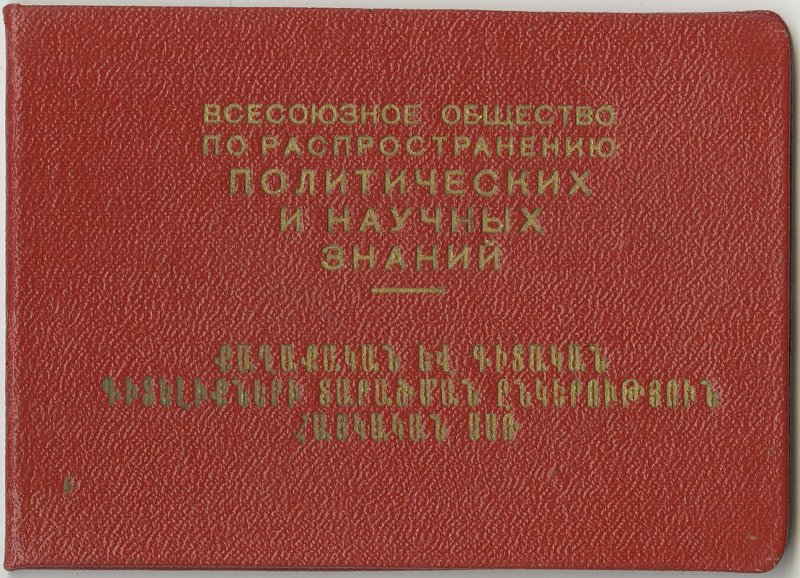 ВСЕСОЮЗНОЕ ОБЩЕСТВО
ПО РАСПРОСТРАНЕНИЮ
ПОЛИТИЧЕСКИХ
И НАУЧНЫХ
ЗНАНИЙ
ՔԱՂԱՔԱԿԱՆ ԵՎ ԳԻՏԱԿԱՆ
ԳԻՏԵԼԻՔՆԵՐԻ ՏԱՐԱԾՄԱՆ ԸՆԿԵՐՈՒԹՅՈՒՆ
ՀԱՅԿԱԿԱՆ ՍՍՌ